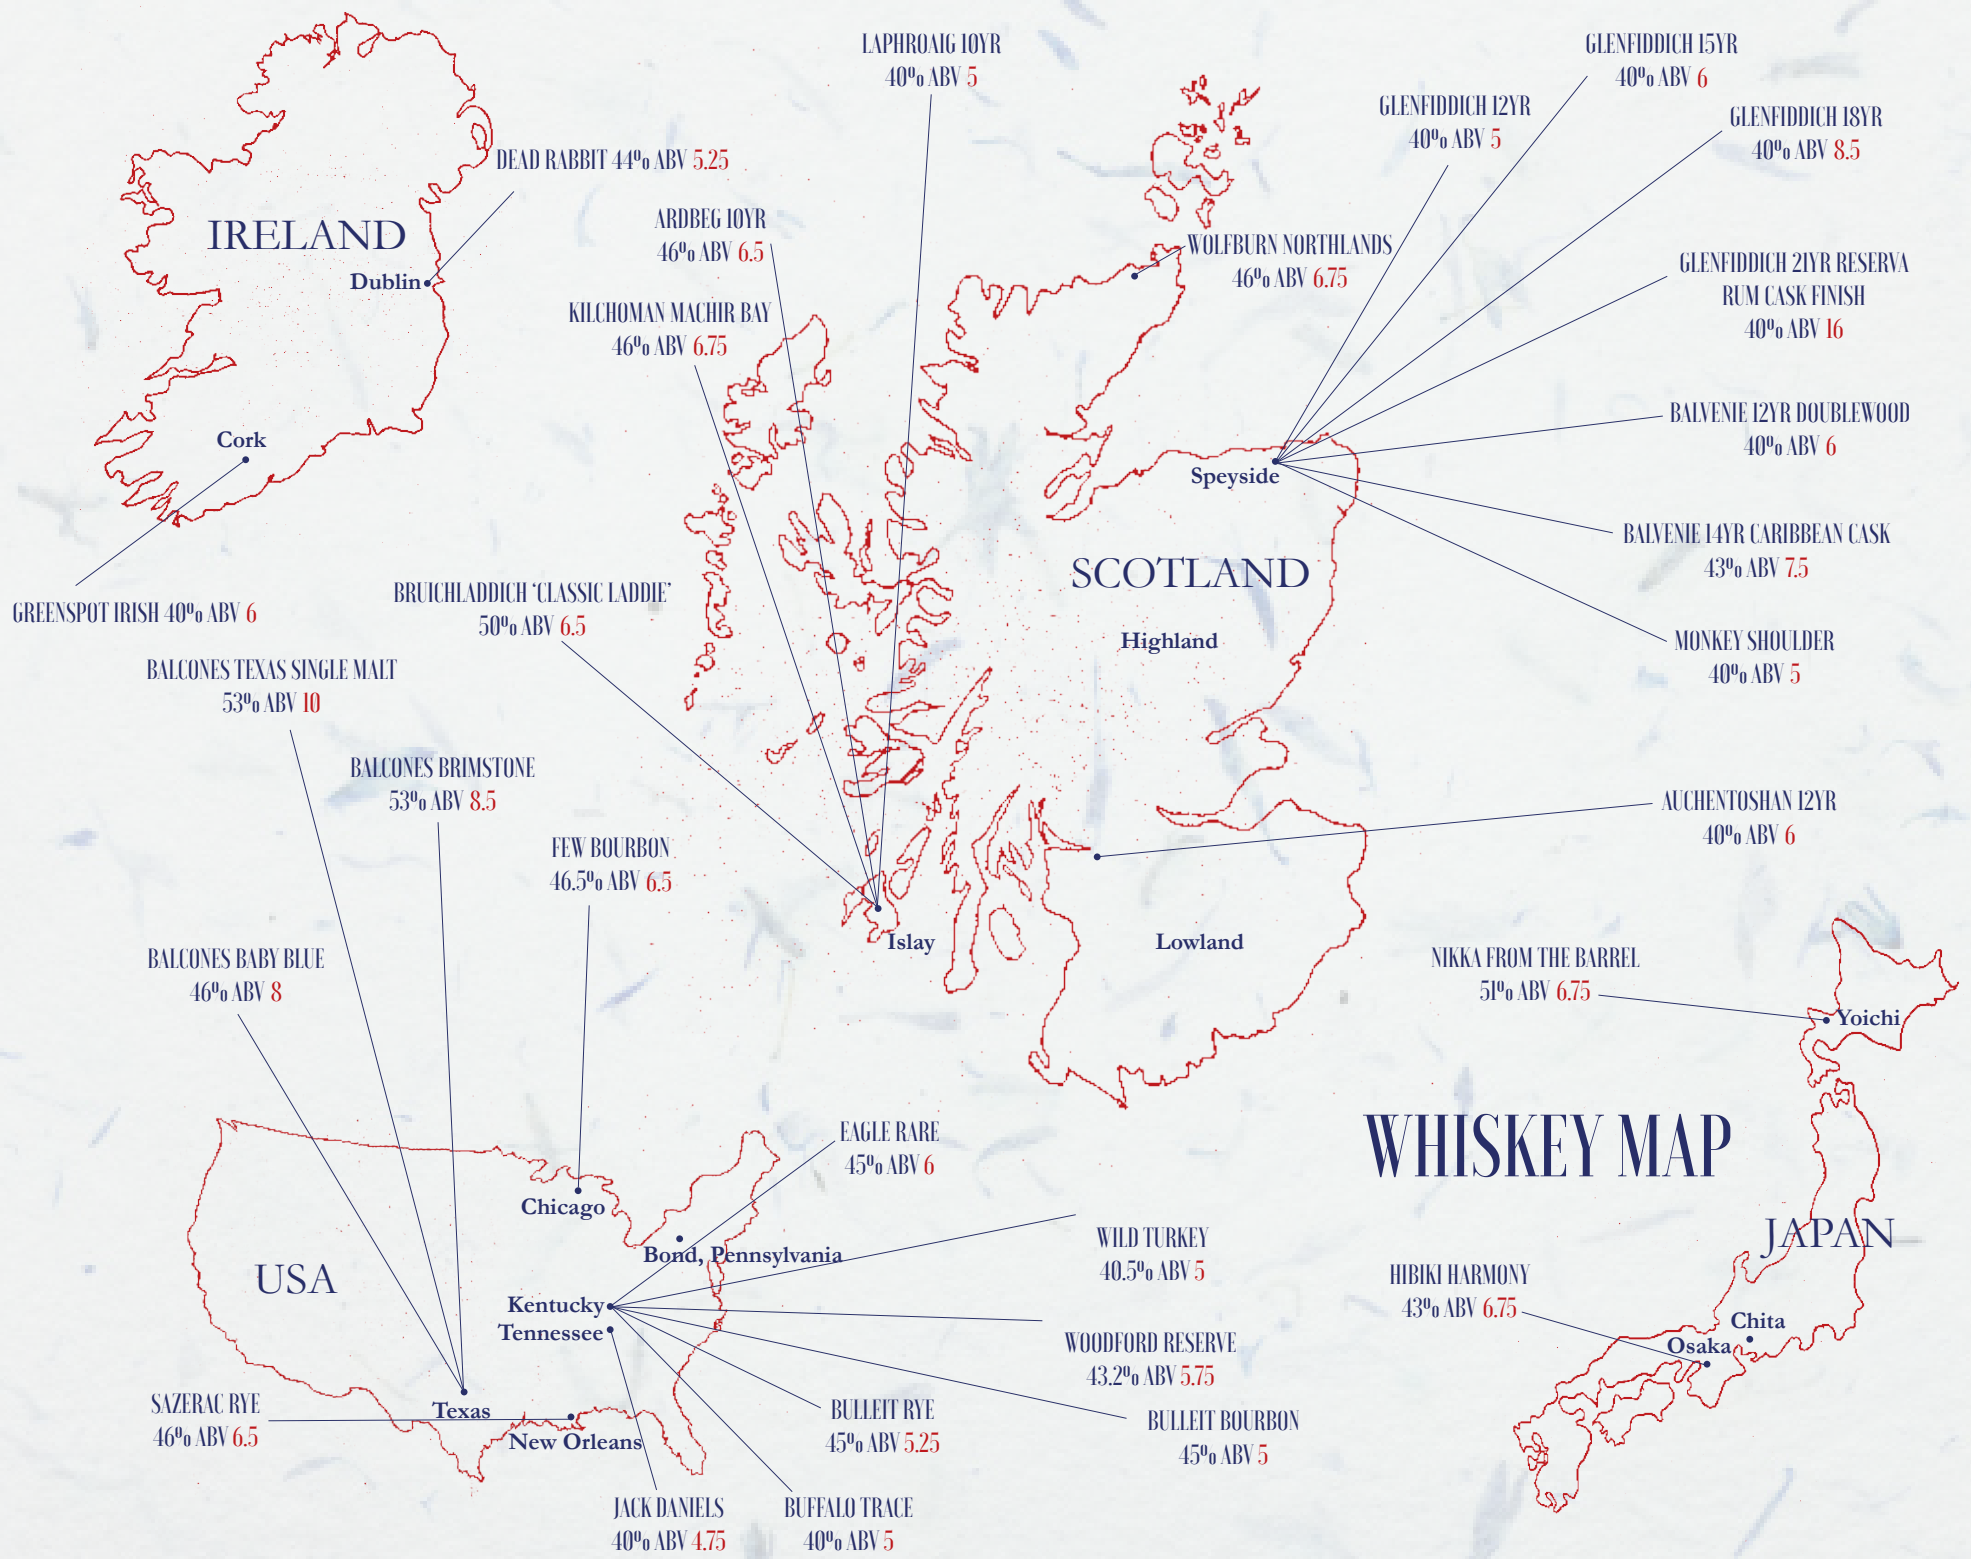 LAPHROAIG 10YR
40% ABV 5
GLENFIDDICH 15YR
40% ABV 6
GLENFIDDICH 12YR
40% ABV 5
GLENFIDDICH 18YR
40% ABV 8.5
DEAD RABBIT 44% ABV 5.25
IRELAND
Dublin
Cork
GREENSPOT IRISH 40% ABV 6
ARDBEG 10YR
46% ABV 6.5
KILCHOMAN MACHIR BAY
46% ABV 6.75
BRUICHLADDICH ‘CLASSIC LADDIE’
50% ABV 6.5
WOLFBURN NORTHLANDS
46% ABV 6.75
GLENFIDDICH 21YR RESERVA
RUM CASK FINISH
40% ABV 16
BALVENIE 12YR DOUBLEWOOD
40% ABV 6
Speyside
BALVENIE 14YR CARIBBEAN CASK
43% ABV 7.5
SCOTLAND
Highland
MONKEY SHOULDER
40% ABV 5
AUCHENTOSHAN 12YR
40% ABV 6
Islay
Lowland
BALCONES TEXAS SINGLE MALT
53% ABV 10
BALCONES BRIMSTONE
53% ABV 8.5
FEW BOURBON
46.5% ABV 6.5
BALCONES BABY BLUE
46% ABV 8
NIKKA FROM THE BARREL
51% ABV 6.75
Yoichi
WHISKEY MAP
JAPAN
HIBIKI HARMONY
43% ABV 6.75
Chita
Osaka
EAGLE RARE
45% ABV 6
Chicago
Bond, Pennsylvania
WILD TURKEY
40.5% ABV 5
USA
Kentucky
Tennessee
WOODFORD RESERVE
43.2% ABV 5.75
SAZERAC RYE
46% ABV 6.5
Texas
New Orleans
BULLEIT RYE
45% ABV 5.25
BULLEIT BOURBON
45% ABV 5
JACK DANIELS
40% ABV 4.75
BUFFALO TRACE
40% ABV 5